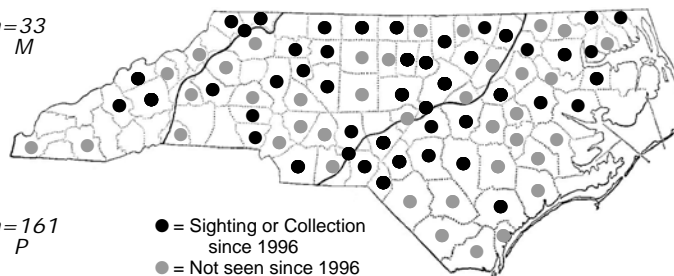 =33
M
=161
P
● = Sighting or Collection
since 1996
● = Not seen since 1996